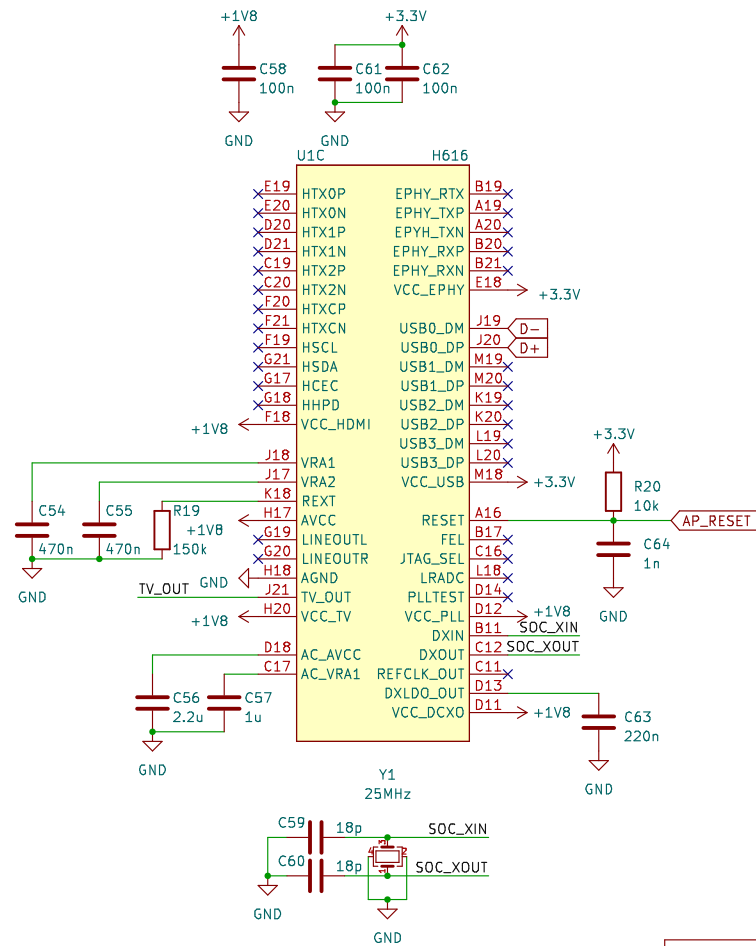 +1V8
+3.3V
C58
100n
C61
100n
C62
100n
GND
GND
U1C
H616
E19 HTX0P
E20 HTX0N
D20 HTX1P
D21 HTX1N
C19 HTX2P
C20 HTX2N
F20 HTXCP
F21 HTXCN
F19 HSCL
G21 HSDA
G17 HCEC
G18 HHPD
+1V8 F18 VCC_HDMI
J18 VRA1
J17 VRA2
K18 REXT
+1V8 H17 AVCC
G19 LINEOUTL
G20 LINEOUTR
GND H18 AGND
TV_OUT J21 TV_OUT
+1V8 H20 VCC_TV
D18 AC_AVCC
C17 AC_VRA1
EPHY_RTX B19
EPHY_TXP A19
EPYH_TXN A20
EPHY_RXP B20
EPHY_RXN B21
VCC_EPHY E18 +3.3V
USB0_DM J19 D-
USB0_DP J20 D+
USB1_DM M19
USB1_DP M20
USB2_DM K19
USB2_DP K20
USB3_DM L19
USB3_DP L20
VCC_USB M18 +3.3V
RESET A16 AP_RESET
FEL B17
JTAG_SEL C16
LRADC L18
PLLTEST D14
VCC_PLL D12 +1V8
DXIN B11 SOC_XIN
DXOUT C12 SOC_XOUT
REFCLK_OUT C11
DXLDO_OUT D13
VCC_DCXO D11 +1V8
C54
470n
C55
470n
R19
150k
GND
C56
2.2u
C57
1u
GND
+3.3V
R20
10k
C64
1n
GND
C63
220n
GND
Y1
25MHz
C59 18p SOC_XIN
C60 18p SOC_XOUT
3
4 2
1
GND
GND